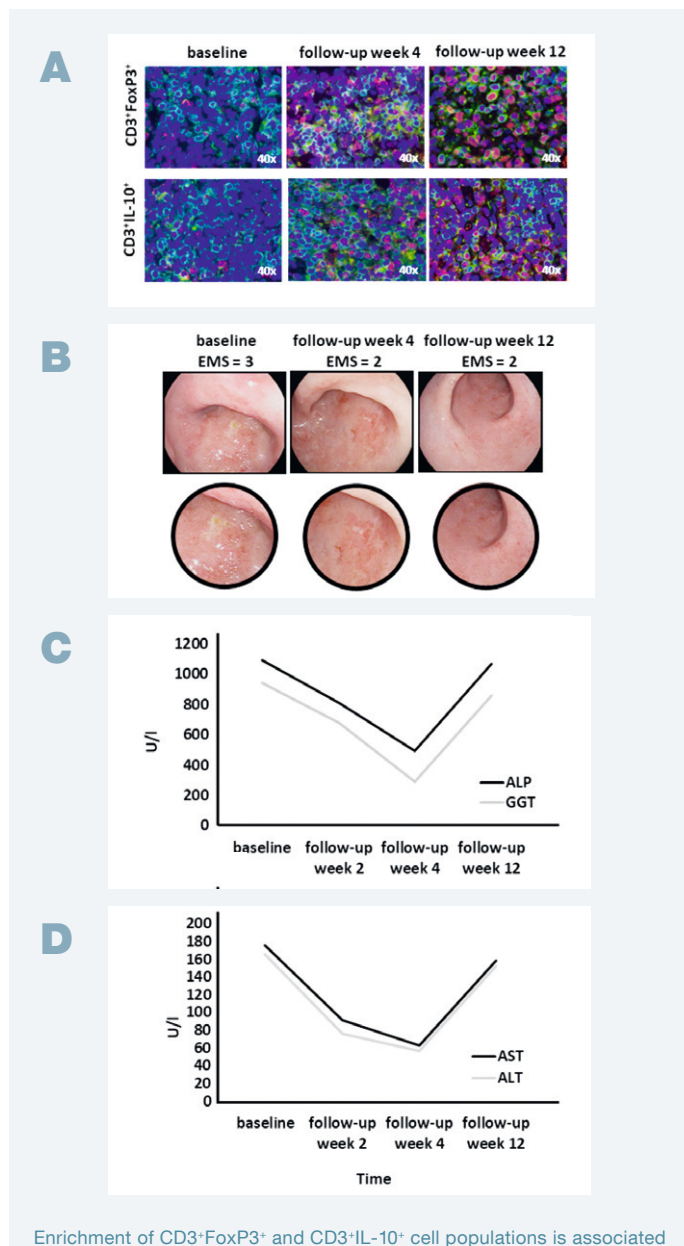 A
baseline follow-up week 4 follow-up week 12
CD3⁺FoxP3⁺
40x 40x 40x
CD3⁺IL-10⁺
40x 40x 40x
B
baseline follow-up week 4 follow-up week 12
EMS = 3 EMS = 2 EMS = 2
C
1200
1000
800
600
400
200
0
U/l
ALP
GGT
baseline follow-up follow-up follow-up
week 2 week 4 week 12
D
200
180
160
140
120
100
80
60
40
20
0
U/l
AST
ALT
baseline follow-up follow-up follow-up
week 2 week 4 week 12
Time
Enrichment of CD3⁺FoxP3⁺ and CD3⁺IL-10⁺ cell populations is associated